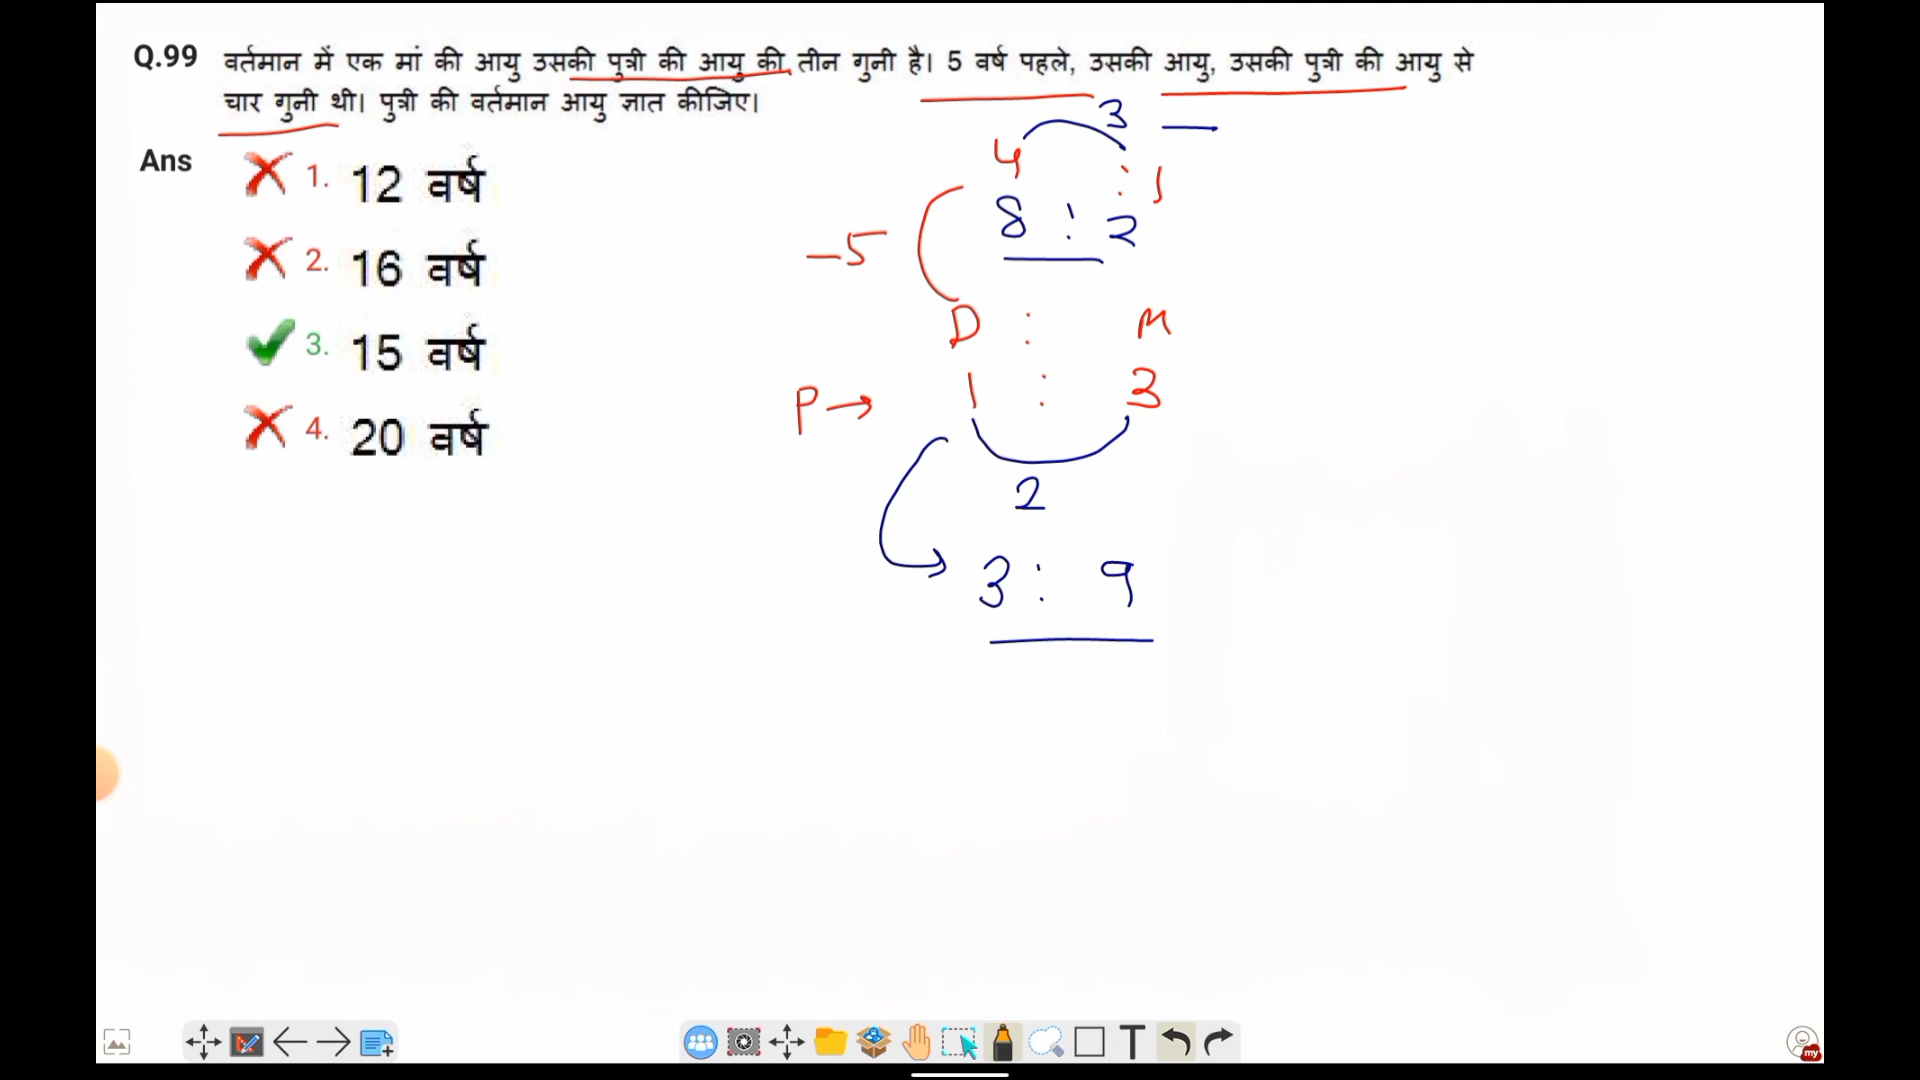 Q.99 वर्तमान में एक मां की आयु उसकी पुत्री की आयु की तीन गुनी है। 5 वर्ष पहले, उसकी आयु, उसकी पुत्री की आयु से
चार गुनी थी। पुत्री की वर्तमान आयु ज्ञात कीजिए।
Ans
1. 12 वर्ष
2. 16 वर्ष
3. 15 वर्ष
4. 20 वर्ष
3
4 : 1
8 : 2
-5
D : M
P → 1 : 3
2
3 : 9
T
my